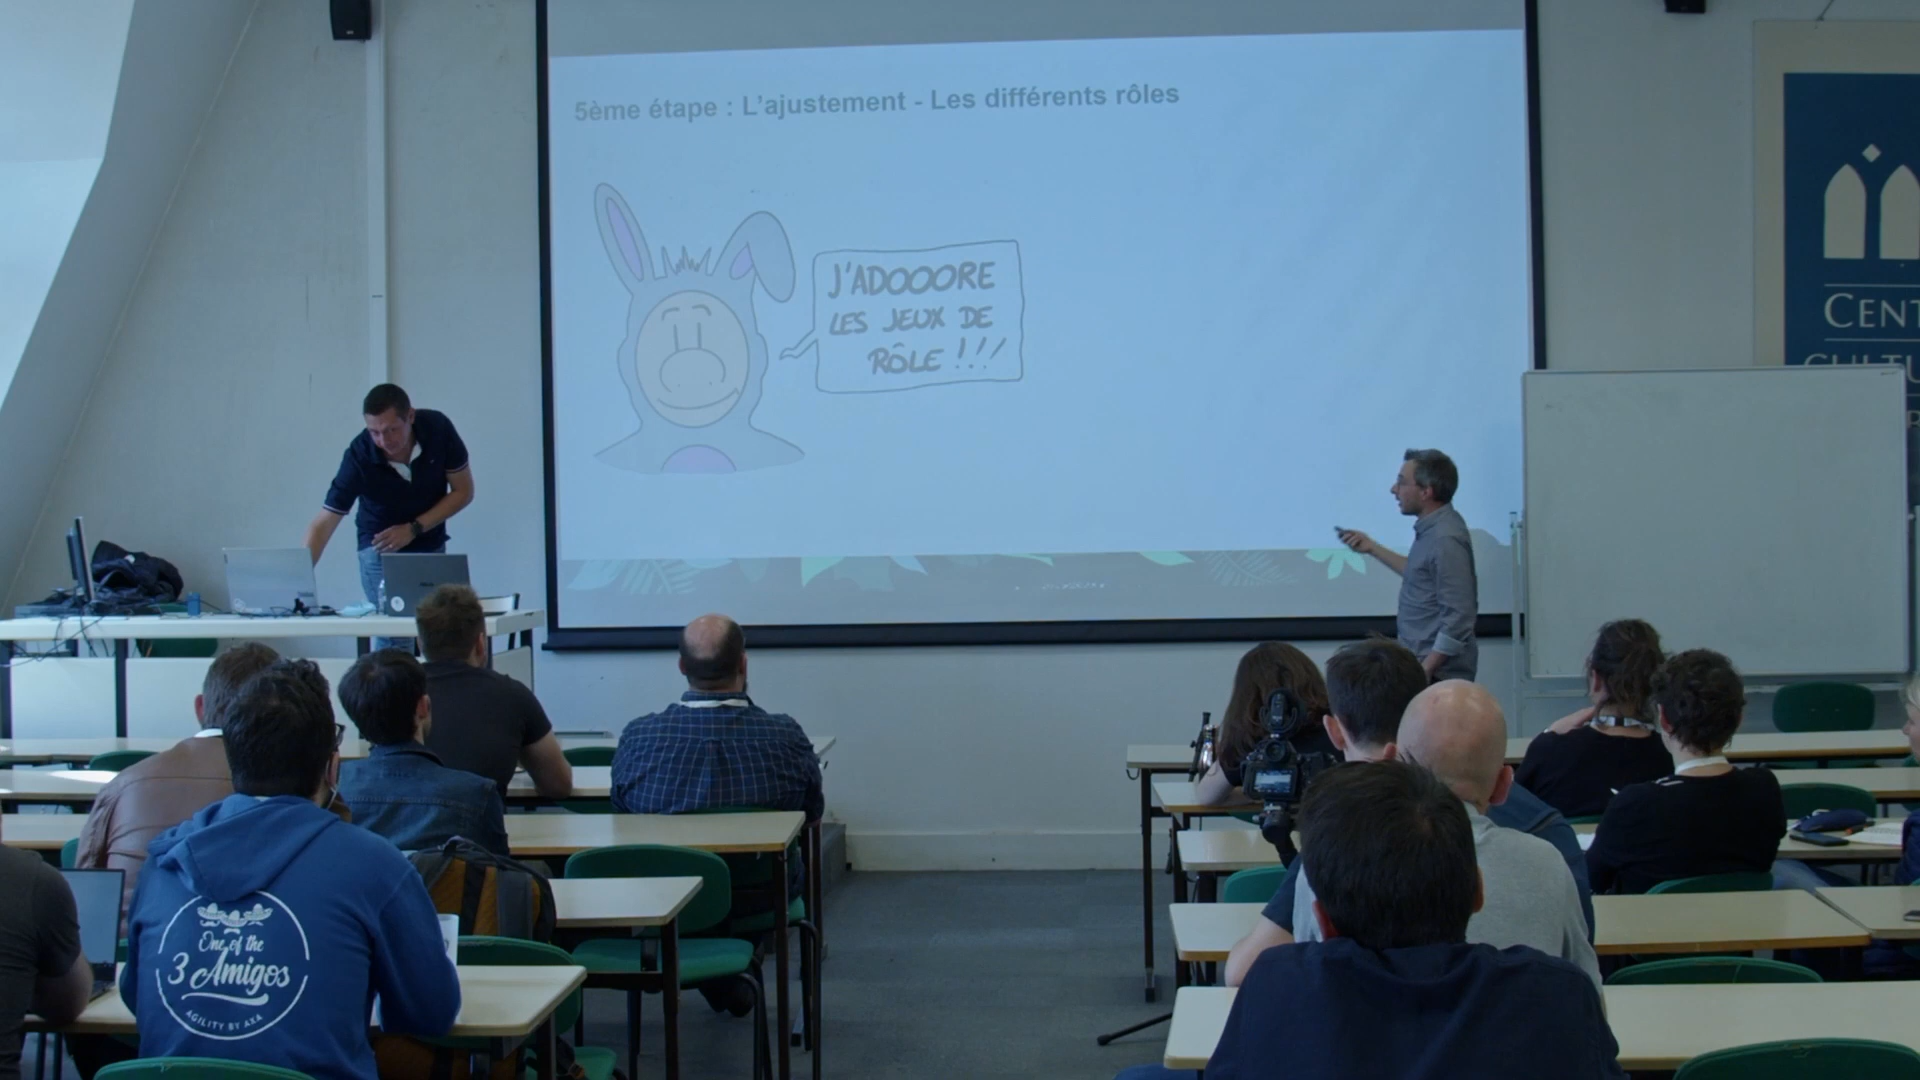 5ème étape : L'ajustement - Les différents rôles
J'ADOOORE
LES JEUX DE
RÔLE !!!
CENT
CULTU
One of the
3 Amigos
AGILITY BY AXA